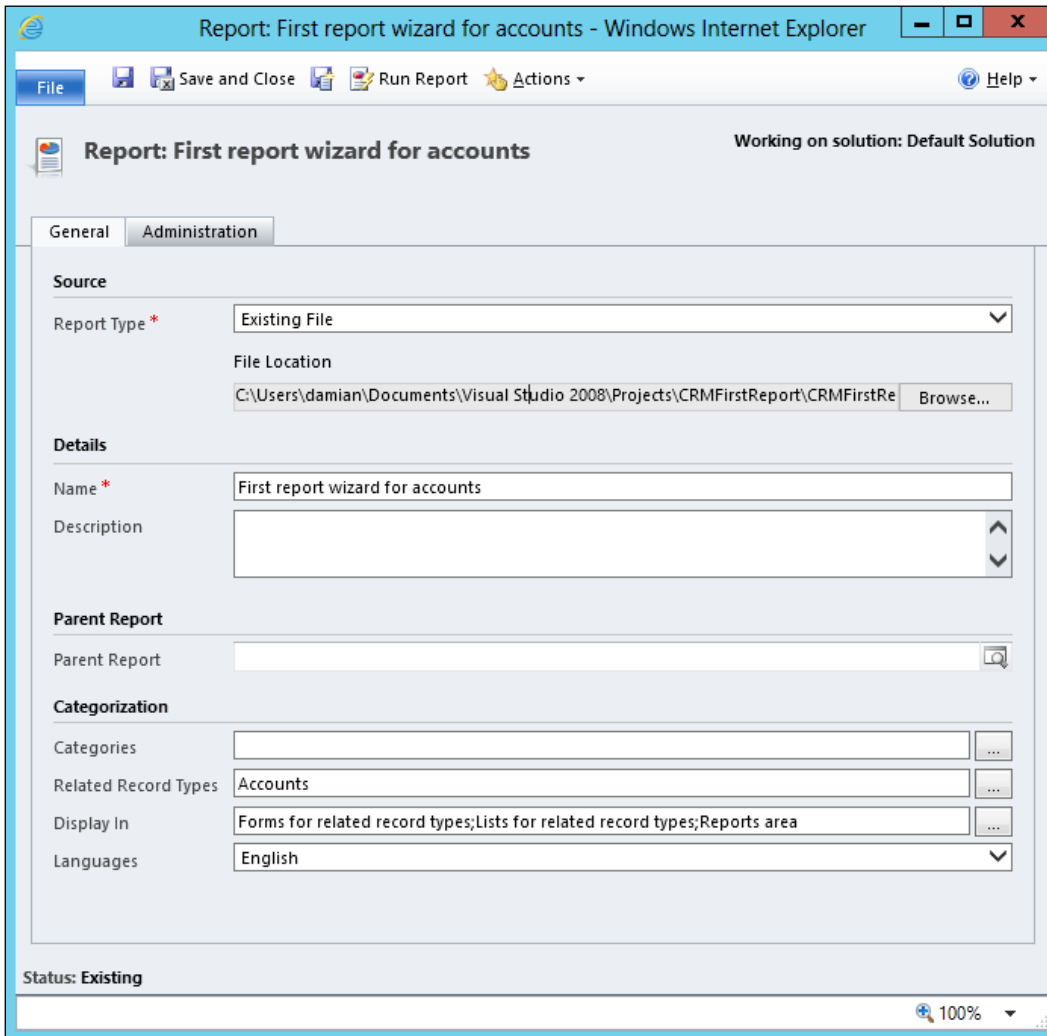 Report: First report wizard for accounts - Windows Internet Explorer
File Save and Close Run Report Actions Help
Report: First report wizard for accounts
Working on solution: Default Solution
General Administration
Source
Report Type * Existing File
File Location
C:\Users\damian\Documents\Visual Studio 2008\Projects\CRMFirstReport\CRMFirstRe Browse...
Details
Name * First report wizard for accounts
Description
Parent Report
Parent Report
Categorization
Categories ...
Related Record Types Accounts ...
Display In Forms for related record types;Lists for related record types;Reports area ...
Languages English
Status: Existing
100%